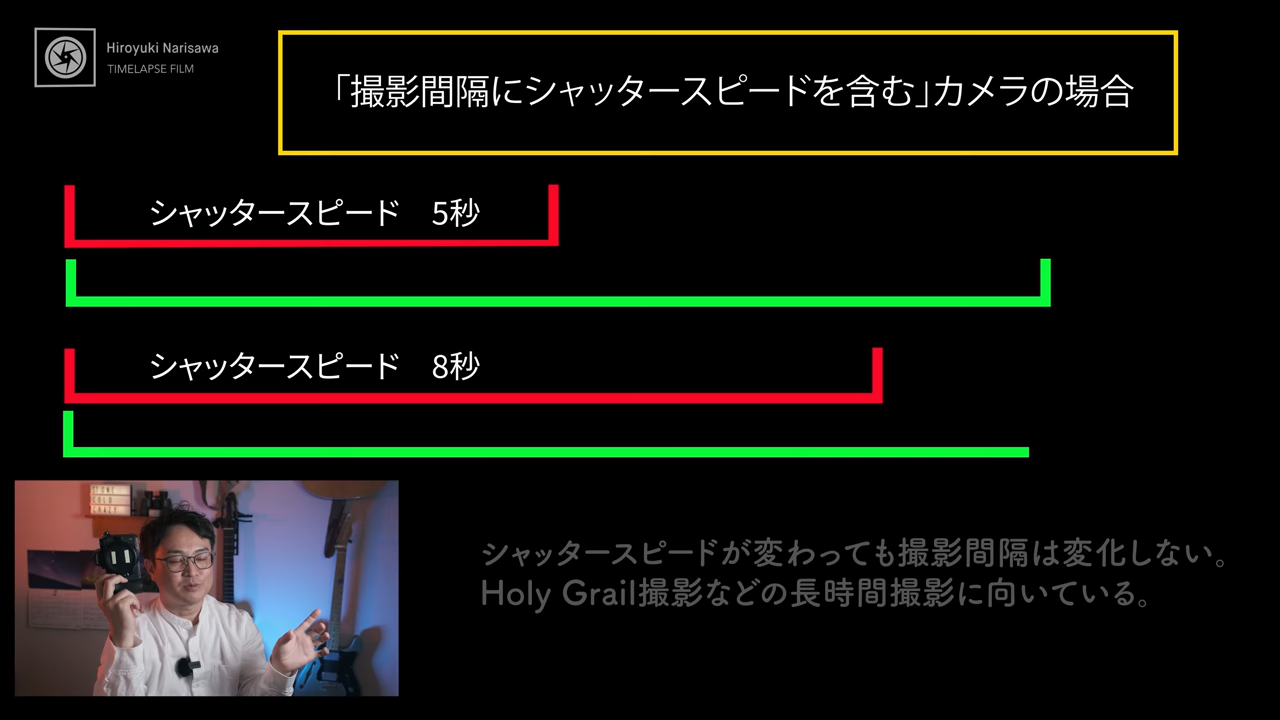 Hiroyuki Narisawa
TIMELAPSE FILM
「撮影間隔にシャッタースピードを含む」カメラの場合
シャッタースピード　5秒
シャッタースピード　8秒
STONE
COLD
CRAZY
シャッタースピードが変わっても撮影間隔は変化しない。
Holy Grail撮影などの長時間撮影に向いている。